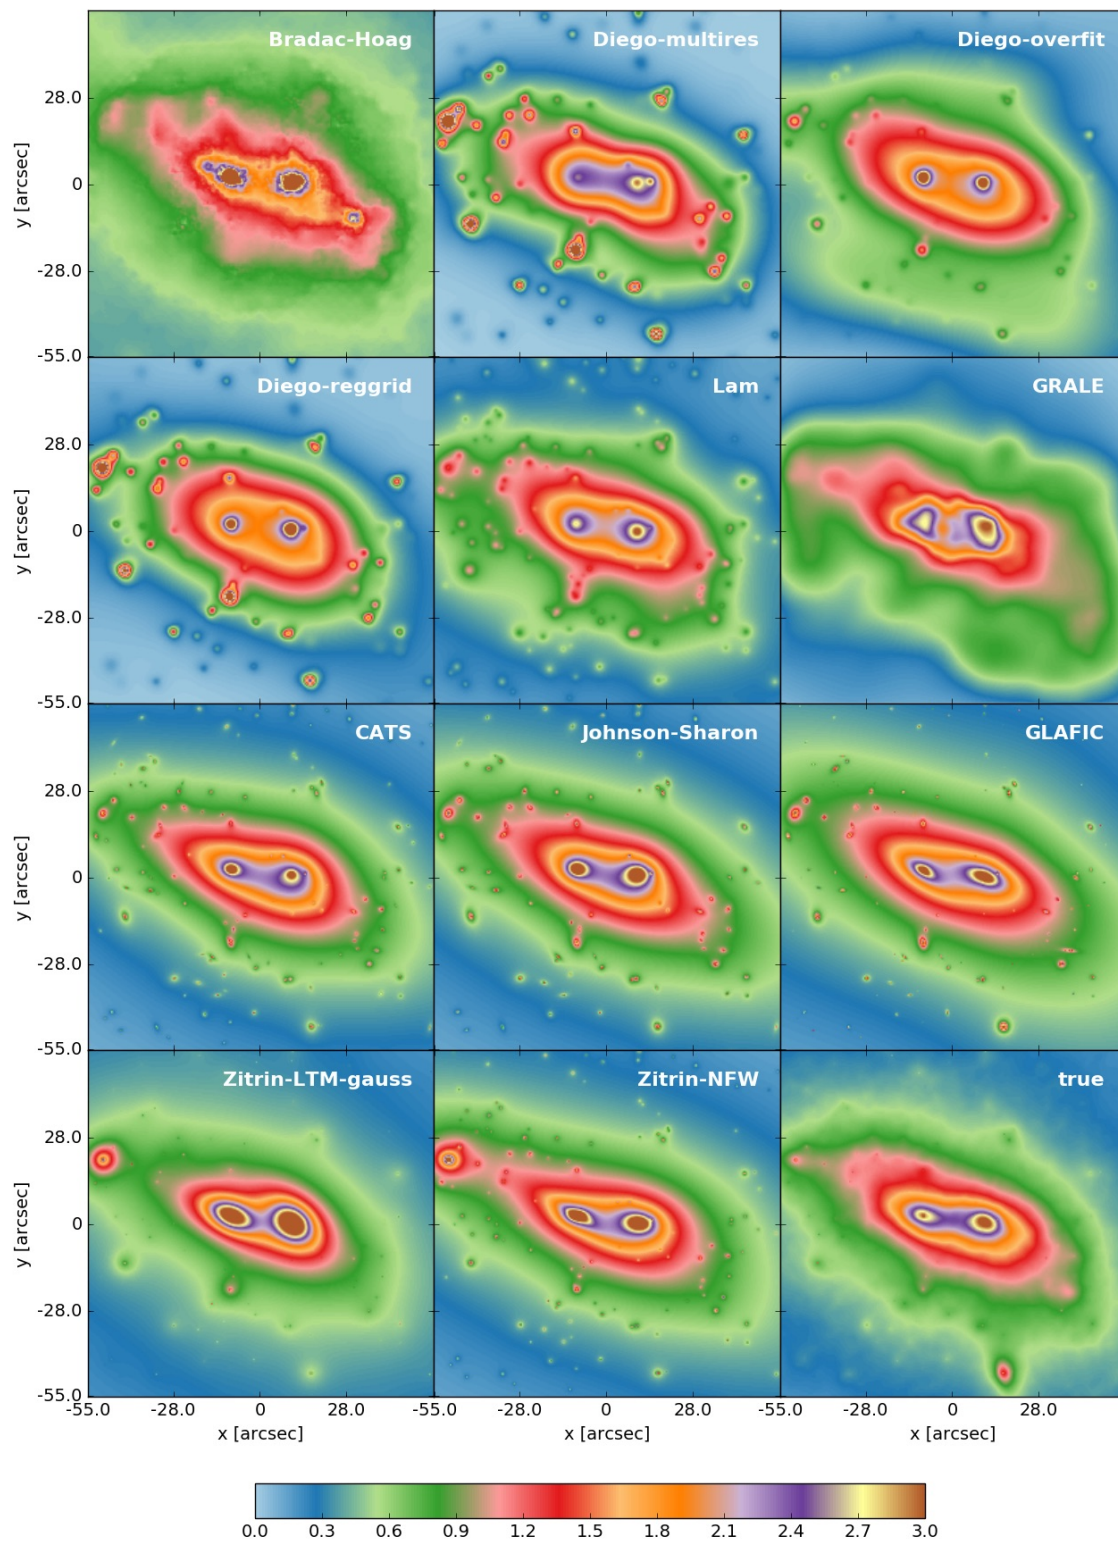 Bradac-Hoag Diego-multires Diego-overfit
28.0
0
-28.0
-55.0
y [arcsec]
Diego-reggrid Lam GRALE
28.0
0
-28.0
-55.0
y [arcsec]
CATS Johnson-Sharon GLAFIC
28.0
0
-28.0
-55.0
y [arcsec]
Zitrin-LTM-gauss Zitrin-NFW true
28.0
0
-28.0
-55.0
y [arcsec]
-55.0 -28.0 0 28.0 -55.0 -28.0 0 28.0 -55.0 -28.0 0 28.0
x [arcsec] x [arcsec] x [arcsec]
0.0 0.3 0.6 0.9 1.2 1.5 1.8 2.1 2.4 2.7 3.0